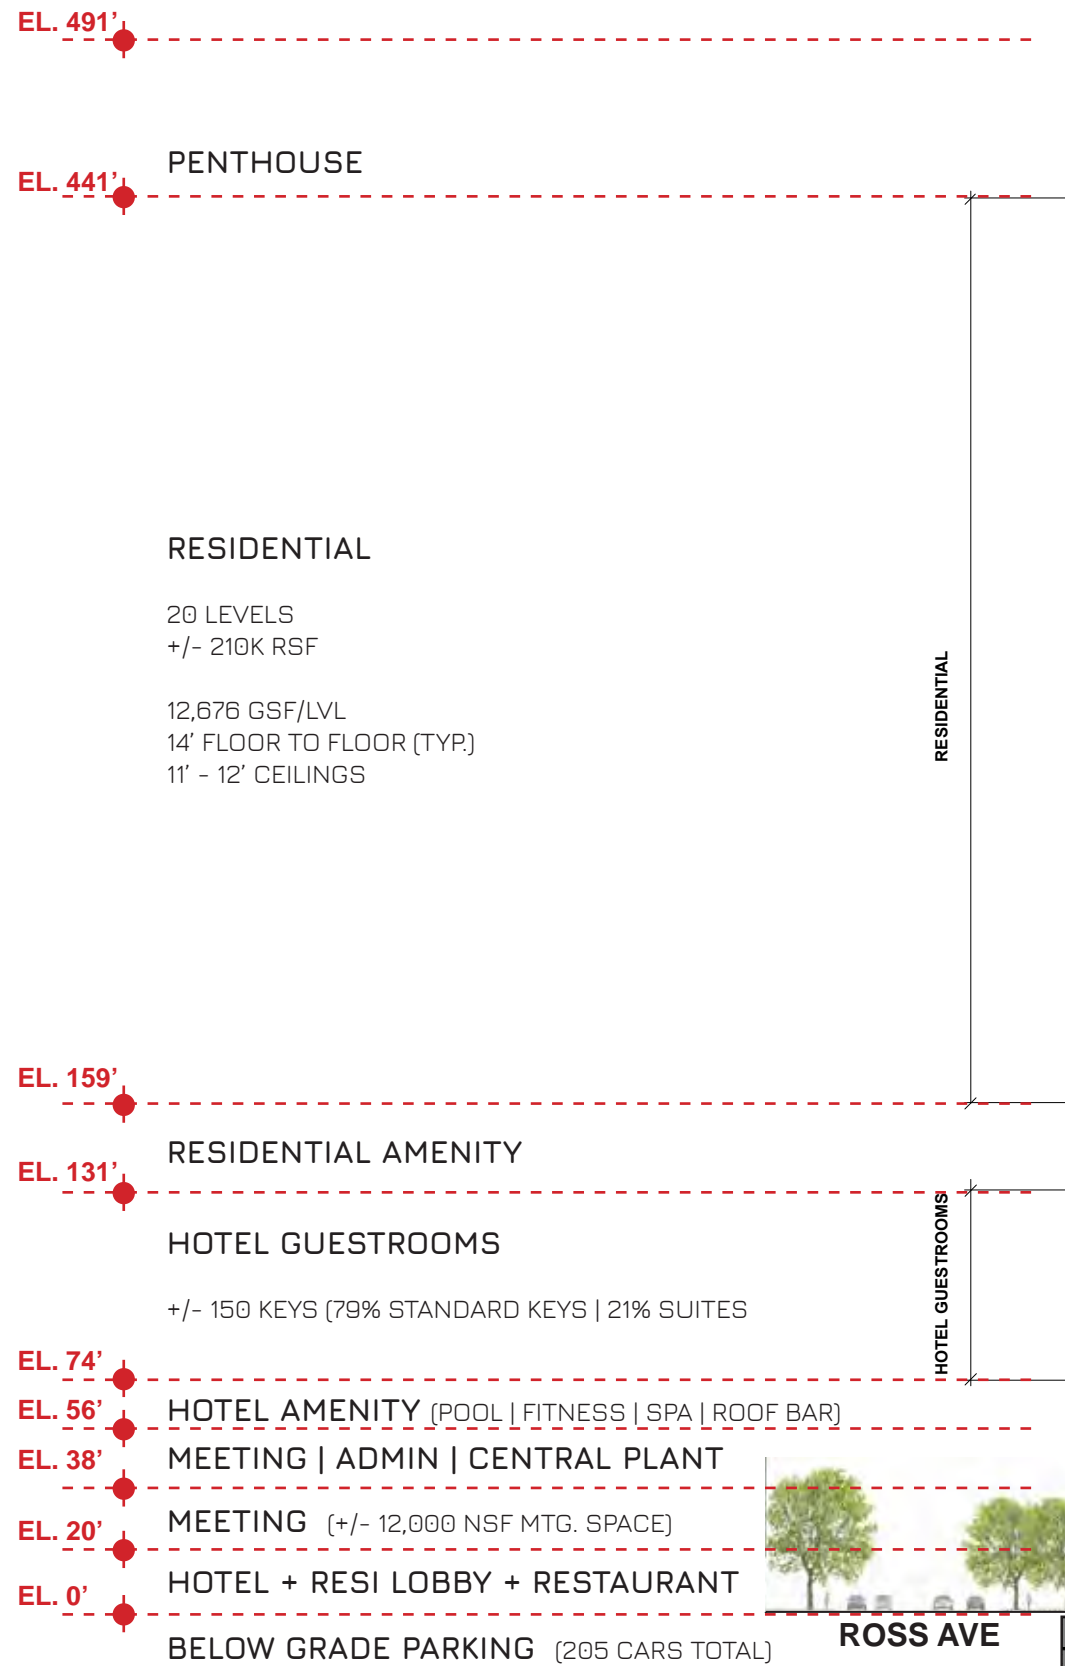 EL. 491'
PENTHOUSE
EL. 441'
RESIDENTIAL
20 LEVELS
+/- 210K RSF
12,676 GSF/LVL
14' FLOOR TO FLOOR (TYP.)
11' - 12' CEILINGS
RESIDENTIAL
EL. 159'
RESIDENTIAL AMENITY
EL. 131'
HOTEL GUESTROOMS
+/- 150 KEYS (79% STANDARD KEYS | 21% SUITES
HOTEL GUESTROOMS
EL. 74'
HOTEL AMENITY (POOL | FITNESS | SPA | ROOF BAR)
EL. 56'
MEETING | ADMIN | CENTRAL PLANT
EL. 38'
MEETING (+/- 12,000 NSF MTG. SPACE)
EL. 20'
HOTEL + RESI LOBBY + RESTAURANT
EL. 0'
ROSS AVE
BELOW GRADE PARKING (205 CARS TOTAL)